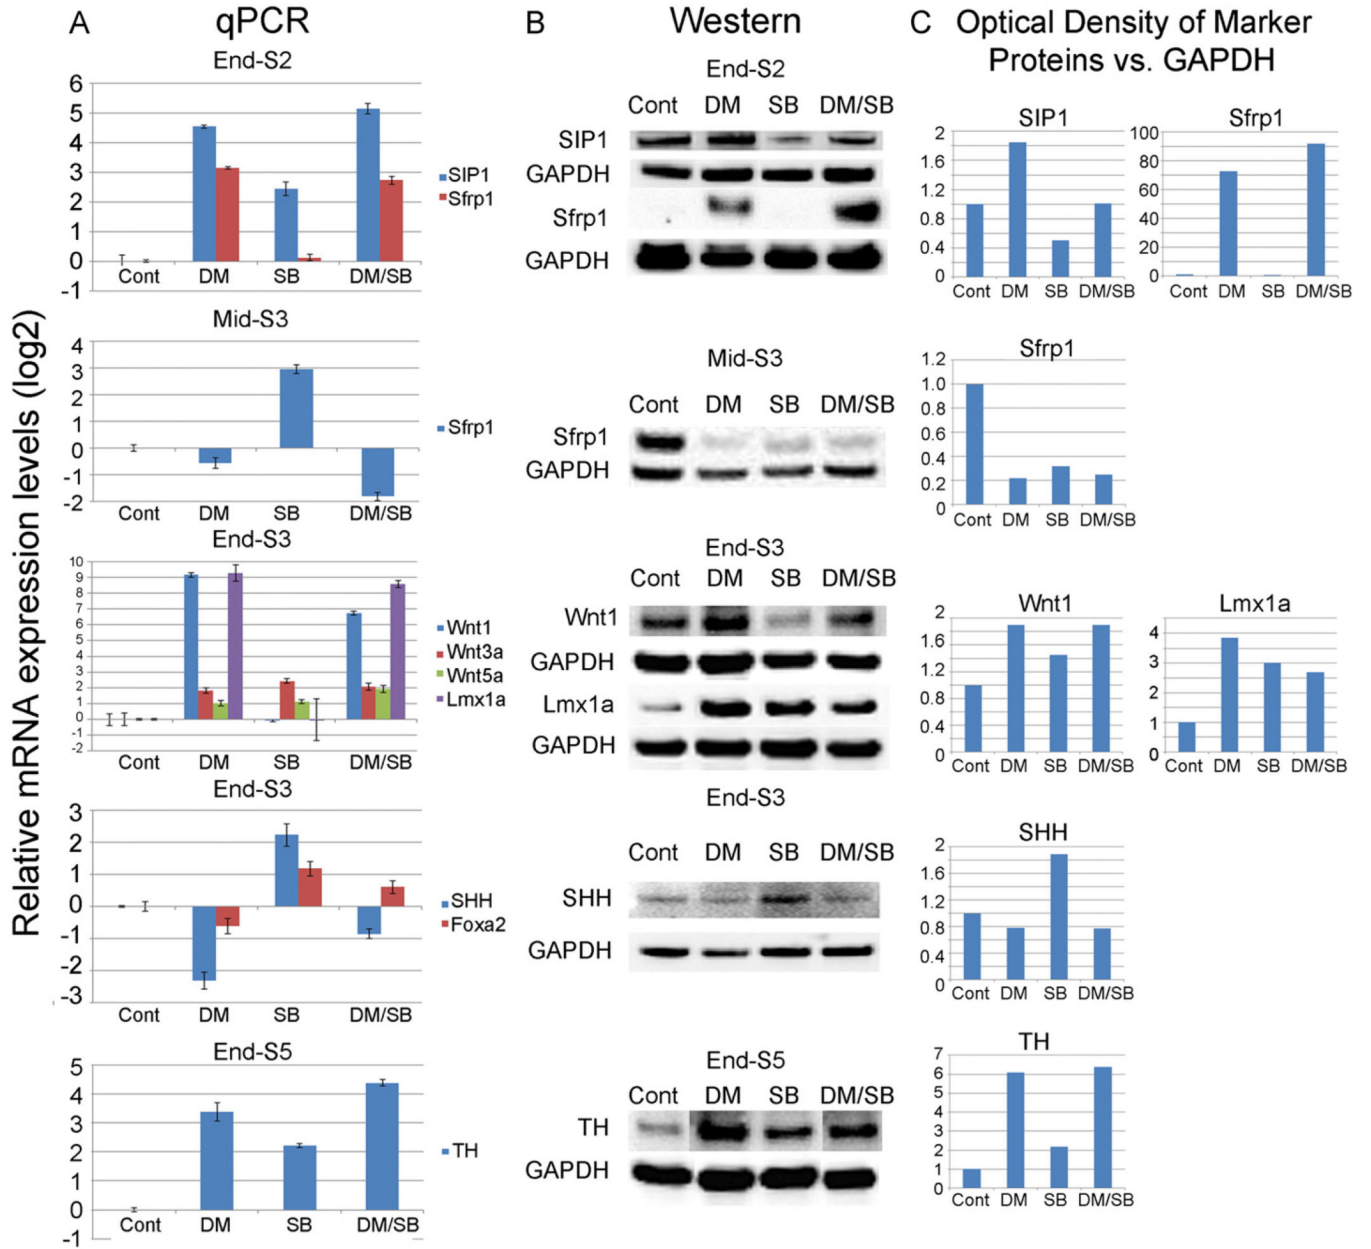 A qPCR
Relative mRNA expression levels (log2)
End-S2
6
5
4
3
2
1
0
-1
Cont DM SB DM/SB
SIP1
Sfrp1
Mid-S3
4
3
2
1
0
-1
-2
Cont DM SB DM/SB
Sfrp1
End-S3
10
9
8
7
6
5
4
3
2
1
0
-1
-2
Cont DM SB DM/SB
Wnt1
Wnt3a
Wnt5a
Lmx1a
End-S3
3
2
1
0
-1
-2
-3
Cont DM SB DM/SB
SHH
Foxa2
End-S5
5
4
3
2
1
0
-1
Cont DM SB DM/SB
TH
B Western
End-S2
Cont DM SB DM/SB
SIP1
GAPDH
Sfrp1
GAPDH
Mid-S3
Cont DM SB DM/SB
Sfrp1
GAPDH
End-S3
Cont DM SB DM/SB
Wnt1
GAPDH
Lmx1a
GAPDH
End-S3
Cont DM SB DM/SB
SHH
GAPDH
End-S5
Cont DM SB DM/SB
TH
GAPDH
C Optical Density of Marker
Proteins vs. GAPDH
SIP1
2
1.6
1.2
0.8
0.4
0
Cont DM SB DM/SB
Sfrp1
100
80
60
40
20
0
Cont DM SB DM/SB
Sfrp1
1.2
1.0
0.8
0.6
0.4
0.2
0
Cont DM SB DM/SB
Wnt1
2
1.6
1.2
0.8
0.4
0
Cont DM SB DM/SB
Lmx1a
4
3
2
1
0
Cont DM SB DM/SB
SHH
2
1.6
1.2
0.8
0.4
0
Cont DM SB DM/SB
TH
7
6
5
4
3
2
1
0
Cont DM SB DM/SB